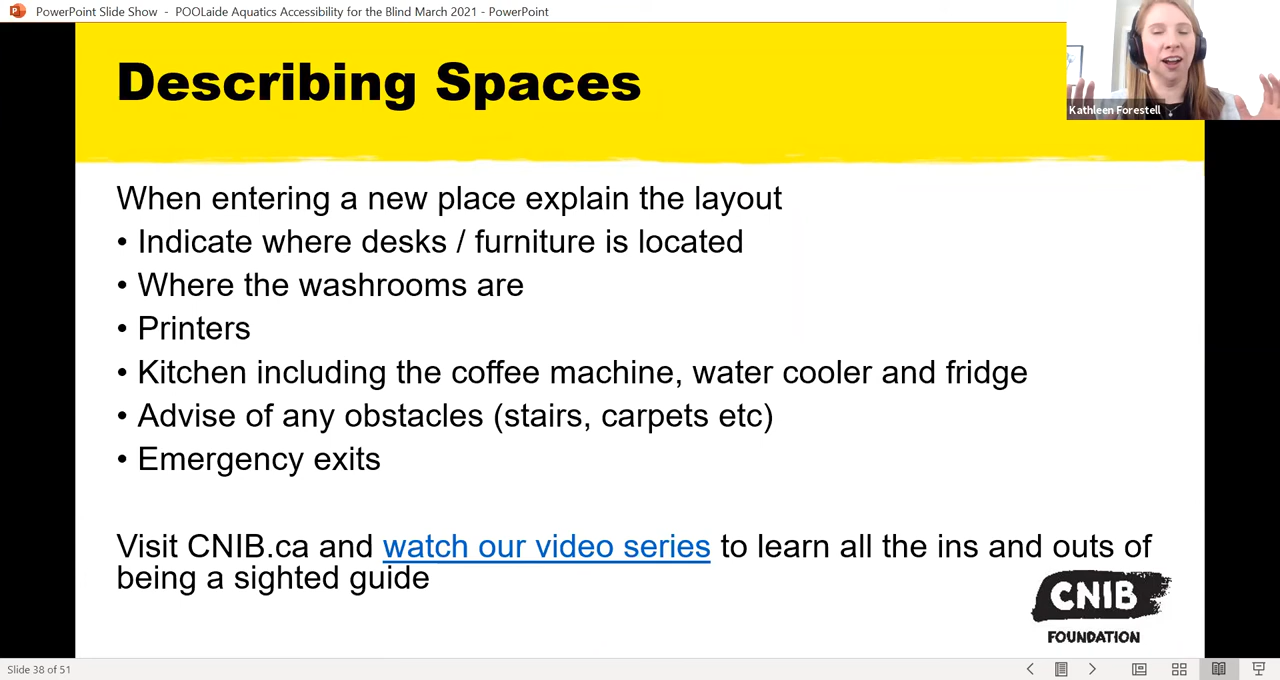 PowerPoint Slide Show - POOLaide Aquatics Accessibility for the Blind March 2021 - PowerPoint
Kathleen Forestell
Describing Spaces
When entering a new place explain the layout
• Indicate where desks / furniture is located
• Where the washrooms are
• Printers
• Kitchen including the coffee machine, water cooler and fridge
• Advise of any obstacles (stairs, carpets etc)
• Emergency exits
Visit CNIB.ca and watch our video series to learn all the ins and outs of
being a sighted guide
CNIB
FOUNDATION
Slide 38 of 51